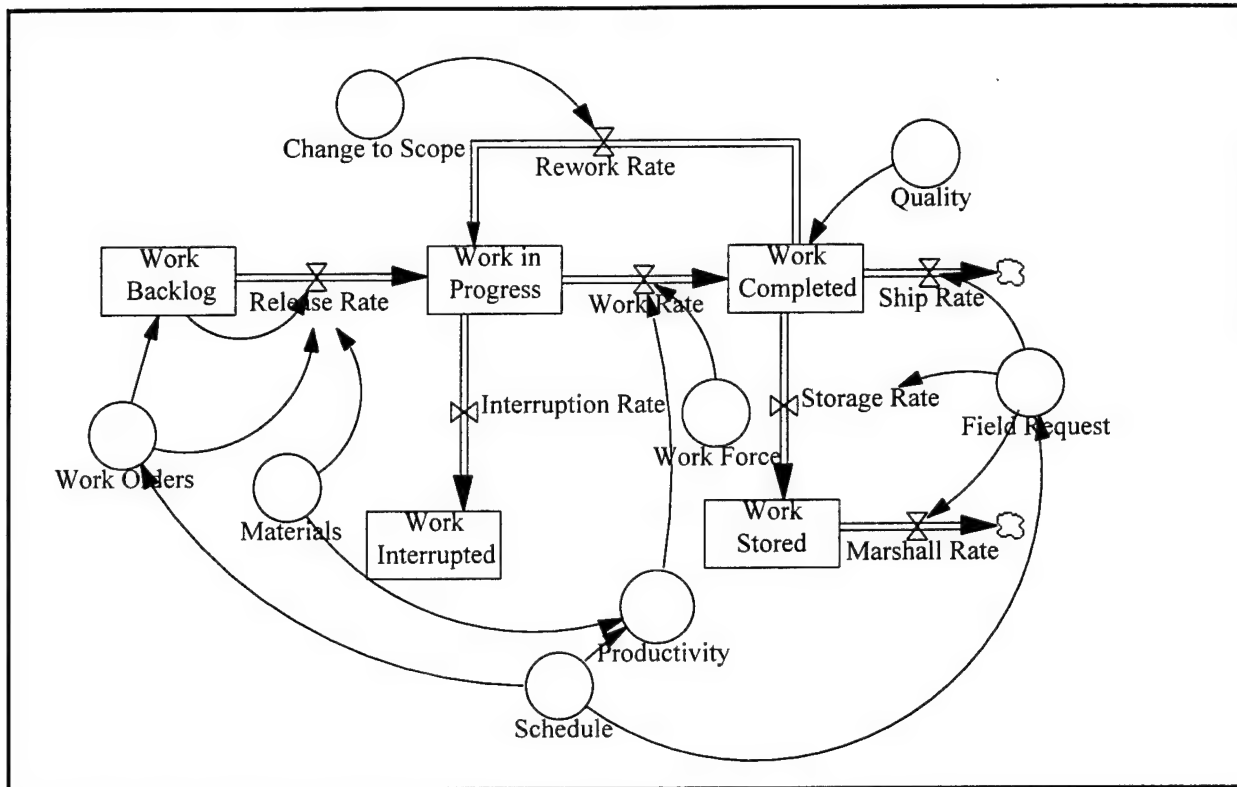 Change to Scope
Rework Rate
Quality
Work
Backlog
Release Rate
Work in
Progress
Work Rate
Work
Completed
Ship Rate
Interruption Rate
Storage Rate
Field Request
Work Orders
Materials
Work Force
Work
Interrupted
Work
Stored
Marshall Rate
Productivity
Schedule